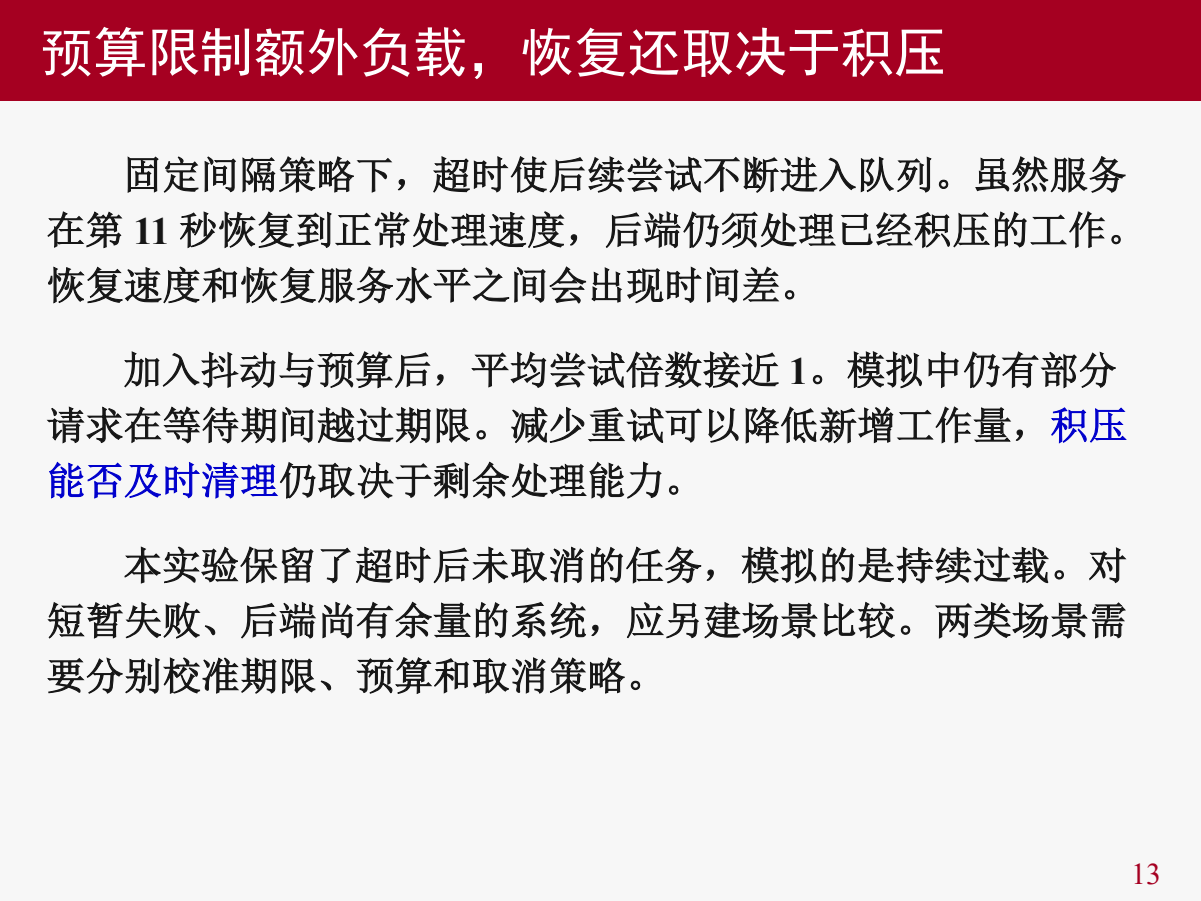 预算限制额外负载，恢复还取决于积压
固定间隔策略下，超时使后续尝试不断进入队列。虽然服务
在第 11 秒恢复到正常处理速度，后端仍须处理已经积压的工作。
恢复速度和恢复服务水平之间会出现时间差。
加入抖动与预算后，平均尝试倍数接近 1。模拟中仍有部分
请求在等待期间越过期限。减少重试可以降低新增工作量，积压
能否及时清理仍取决于剩余处理能力。
本实验保留了超时后未取消的任务，模拟的是持续过载。对
短暂失败、后端尚有余量的系统，应另建场景比较。两类场景需
要分别校准期限、预算和取消策略。
13